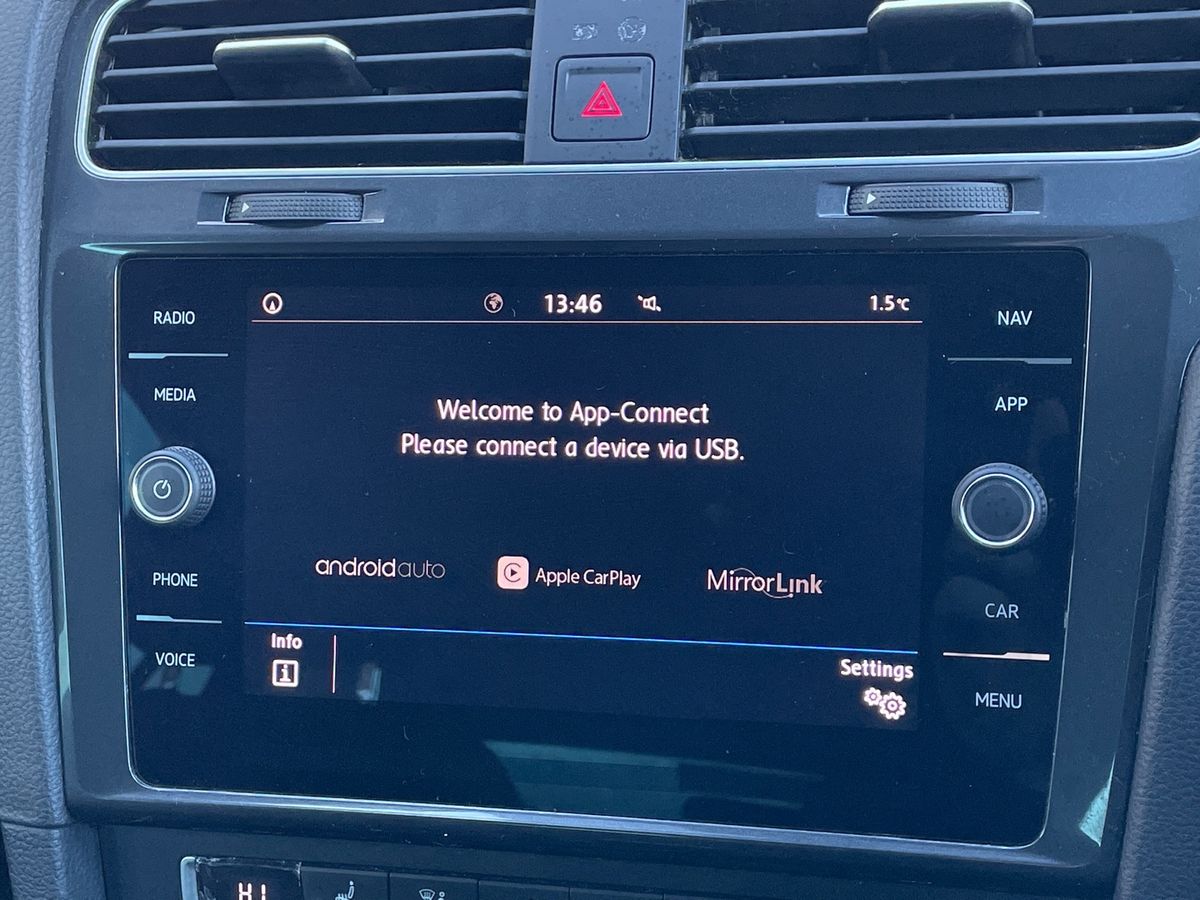 RADIO
MEDIA
PHONE
VOICE
13:46
1.5°C
Welcome to App-Connect
Please connect a device via USB.
androidauto
Apple CarPlay
MirrorLink
Info
i
Settings
NAV
APP
CAR
MENU
HI